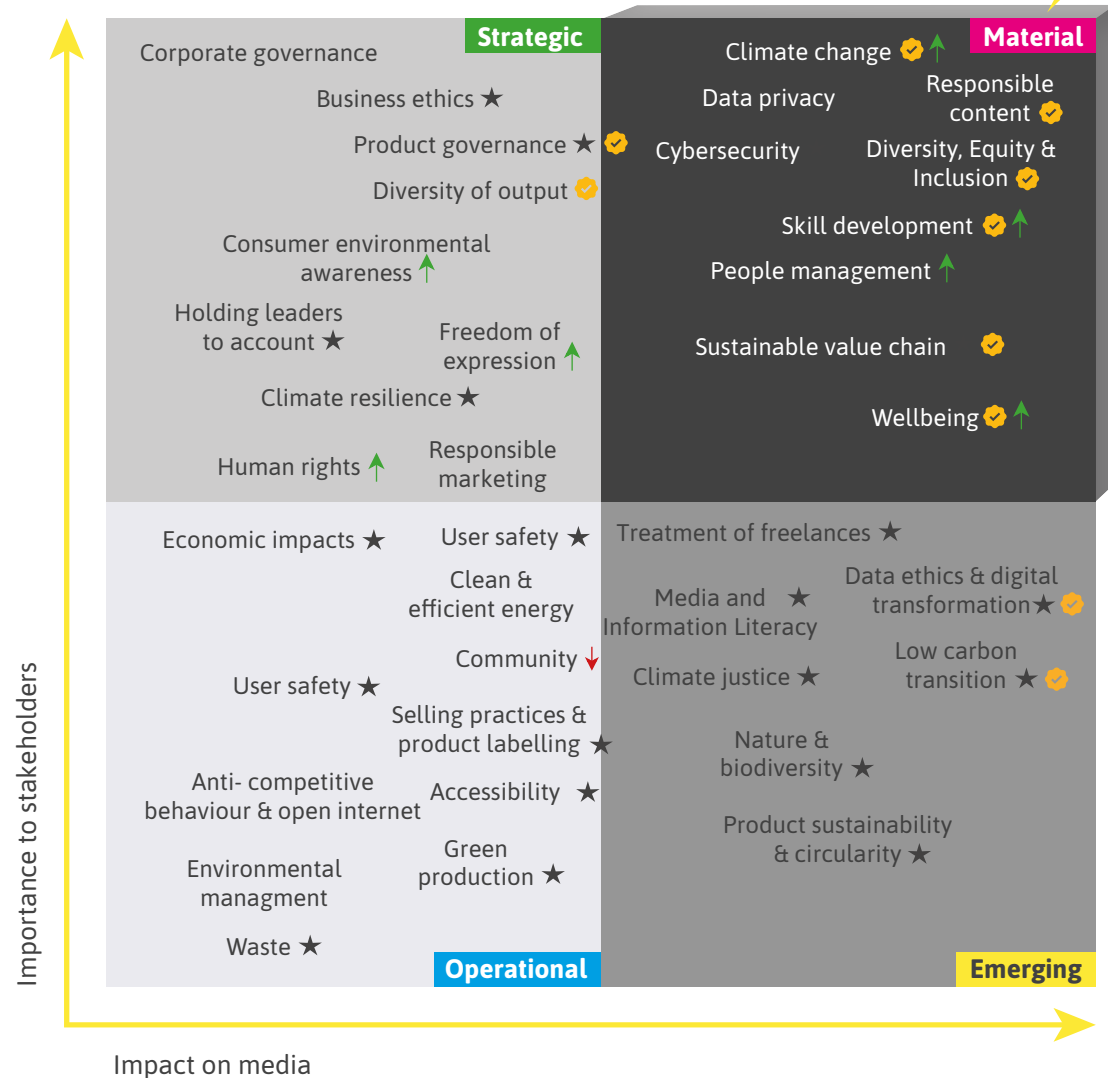 Strategic
Corporate governance
Business ethics
Product governance
Diversity of output
Consumer environmental
awareness
Holding leaders
to account
Freedom of
expression
Climate resilience
Human rights
Responsible
marketing
Material
Climate change
Data privacy
Responsible
content
Cybersecurity
Diversity, Equity &
Inclusion
Skill development
People management
Sustainable value chain
Wellbeing
Economic impacts
User safety
Clean &
efficient energy
Community
User safety
Selling practices &
product labelling
Anti- competitive
behaviour & open internet
Accessibility
Green
production
Environmental
managment
Waste
Operational
Treatment of freelances
Data ethics & digital
transformation
Media and
Information Literacy
Low carbon
transition
Climate justice
Nature &
biodiversity
Product sustainability
& circularity
Emerging
Importance to stakeholders
Impact on media